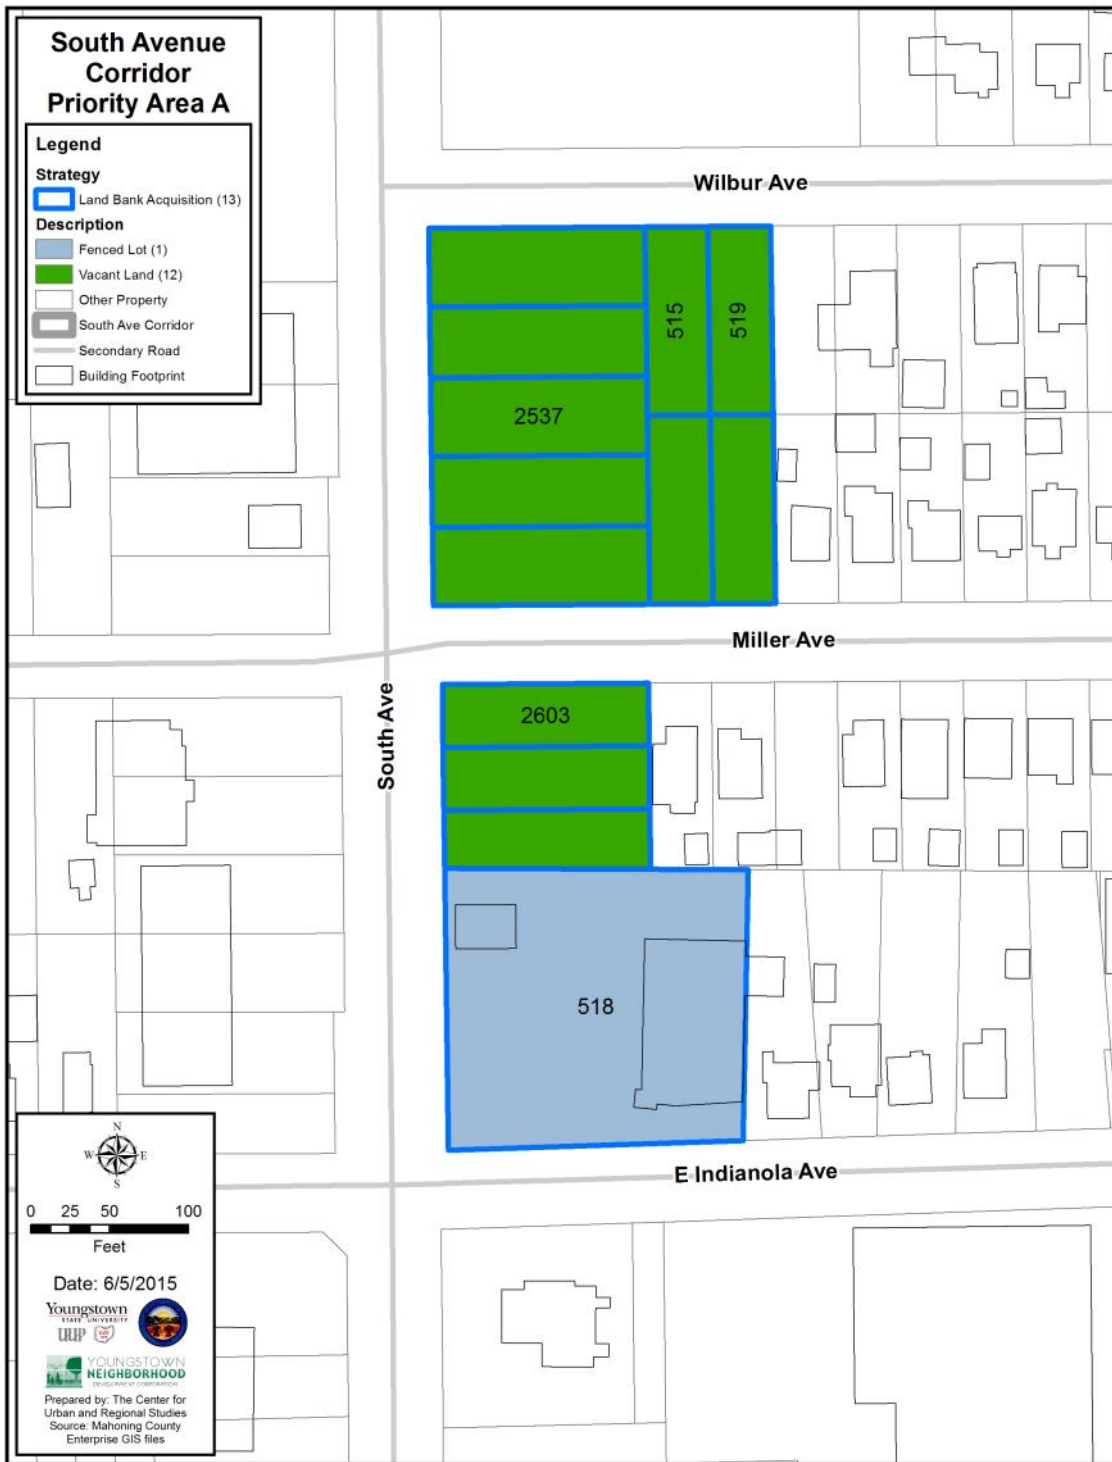 South Avenue
Corridor
Priority Area A
Legend
Strategy
Land Bank Acquisition (13)
Description
Fenced Lot (1)
Vacant Land (12)
Other Property
South Ave Corridor
Secondary Road
Building Footprint
Wilbur Ave
515
519
2537
Miller Ave
South Ave
2603
518
E Indianola Ave
N
W E
S
0 25 50 100
Feet
Date: 6/5/2015
Youngstown
STATE UNIVERSITY
YOUNGSTOWN
NEIGHBORHOOD
DEVELOPMENT CORPORATION
Prepared by: The Center for
Urban and Regional Studies
Source: Mahoning County
Enterprise GIS files